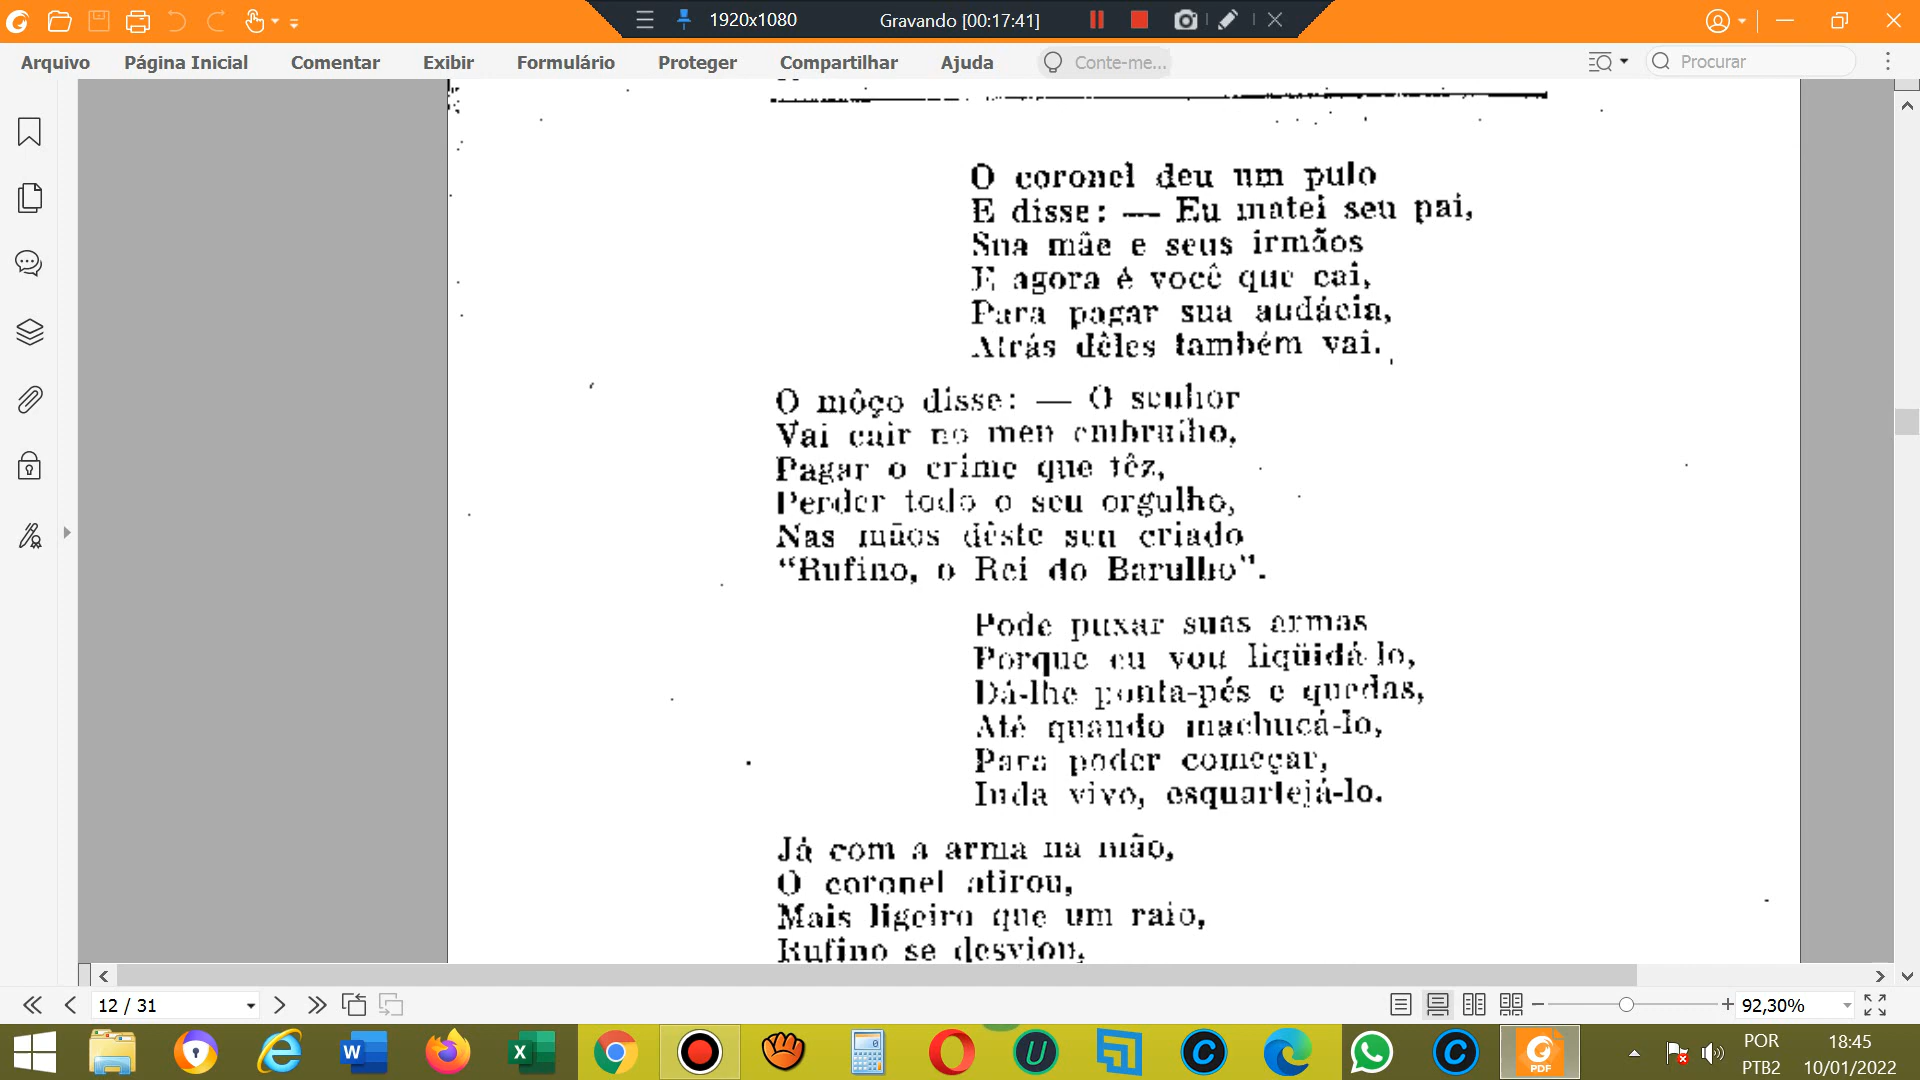 1920x1080
Gravando [00:17:41]
Arquivo
Página Inicial
Comentar
Exibir
Formulário
Proteger
Compartilhar
Ajuda
Conte-me...
Procurar
O coronel deu um pulo
E disse: — Eu matei seu pai,
Sua mãe e seus irmãos
E agora é você que cai,
Para pagar sua audácia,
Atrás dêles também vai.
O môço disse: — O senhor
Vai cair no meu embrulho,
Pagar o crime que fêz,
Perder todo o seu orgulho,
Nas mãos dêste seu criado
“Rufino, o Rei do Barulho”.
Pode puxar suas armas
Porque eu vou liqüidá-lo,
Dá-lhe ponta-pés e quedas,
Até quando machucá-lo,
Para poder começar,
Inda vivo, esquartejá-lo.
Já com a arma na mão,
O coronel atirou,
Mais ligeiro que um raio,
Rufino se desviou,
12 / 31
92,30%
POR
PTB2
18:45
10/01/2022